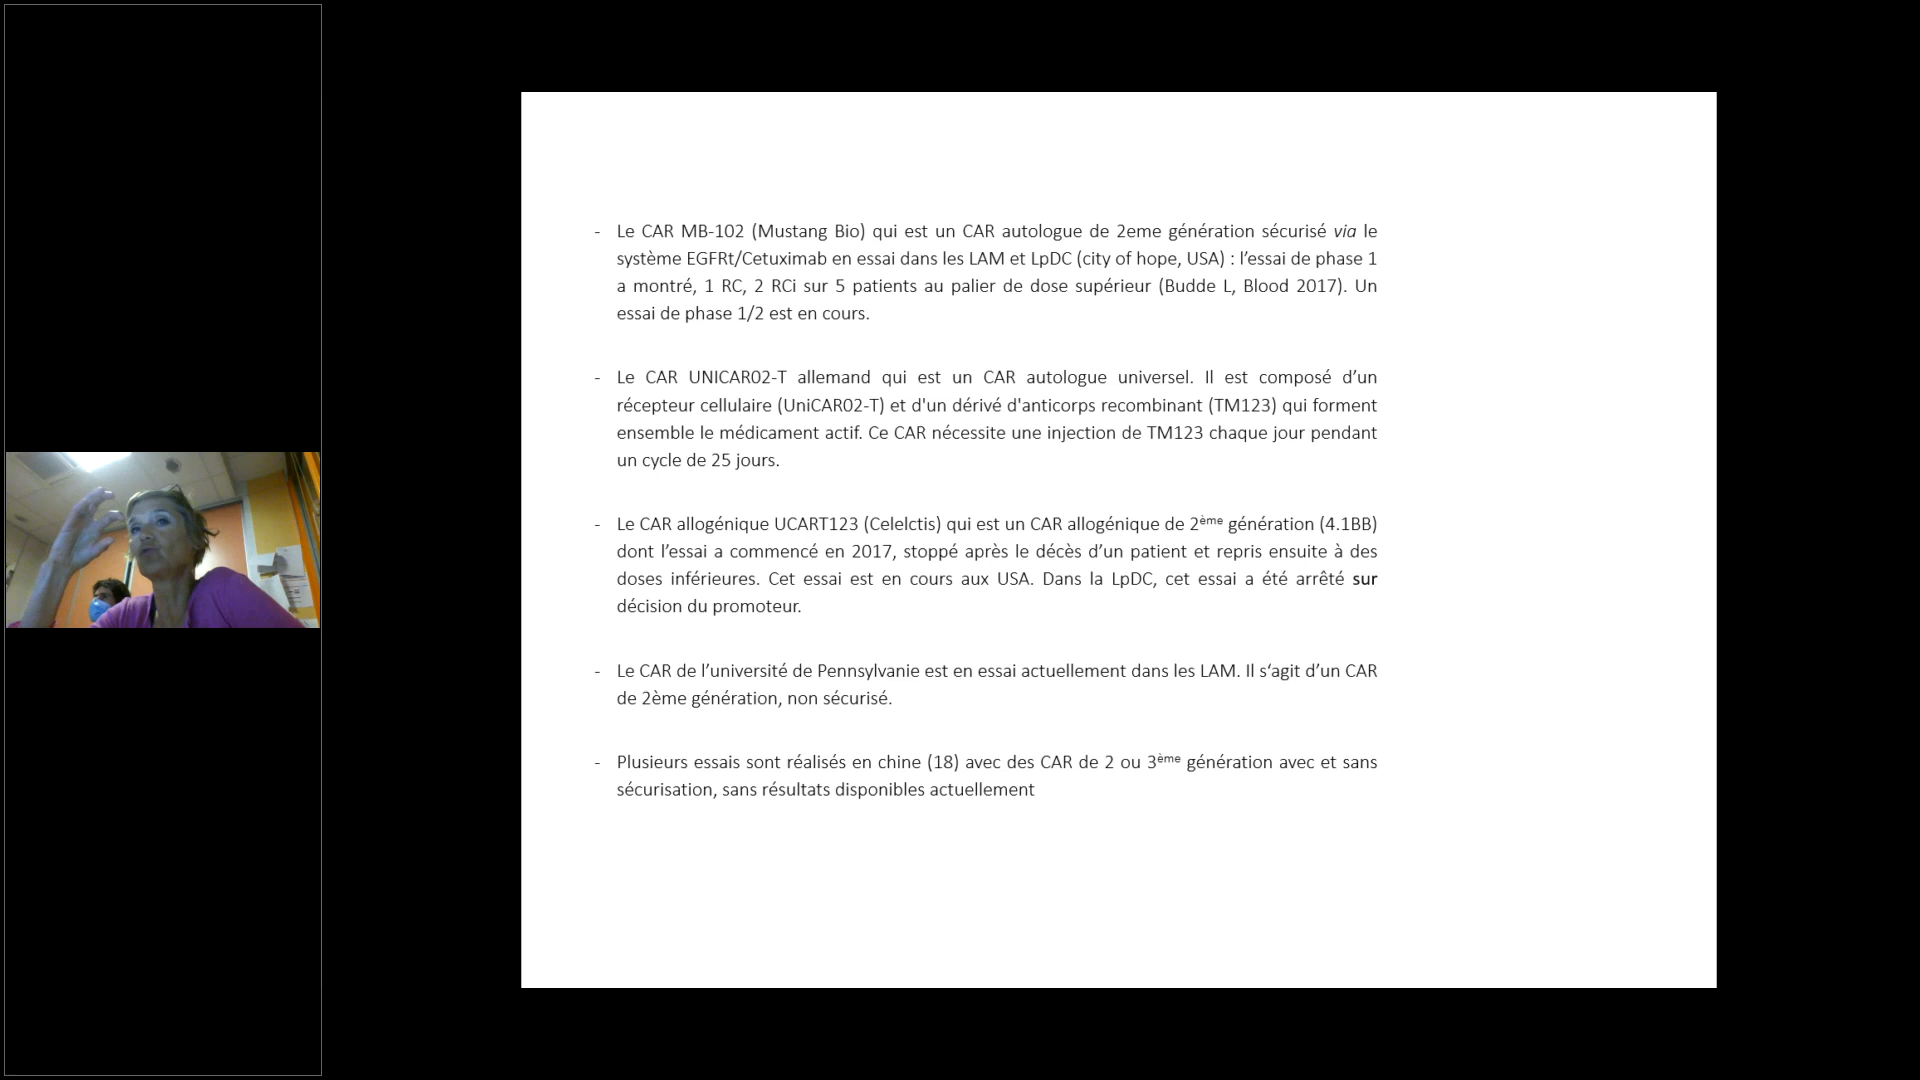 - Le CAR MB-102 (Mustang Bio) qui est un CAR autologue de 2eme génération sécurisé via le
système EGFRt/Cetuximab en essai dans les LAM et LpDC (city of hope, USA) : l’essai de phase 1
a montré, 1 RC, 2 RCi sur 5 patients au palier de dose supérieur (Budde L, Blood 2017). Un
essai de phase 1/2 est en cours.
- Le CAR UNICAR02-T allemand qui est un CAR autologue universel. Il est composé d’un
récepteur cellulaire (UniCAR02-T) et d'un dérivé d'anticorps recombinant (TM123) qui forment
ensemble le médicament actif. Ce CAR nécessite une injection de TM123 chaque jour pendant
un cycle de 25 jours.
- Le CAR allogénique UCART123 (Celelctis) qui est un CAR allogénique de 2ème génération (4.1BB)
dont l’essai a commencé en 2017, stoppé après le décès d’un patient et repris ensuite à des
doses inférieures. Cet essai est en cours aux USA. Dans la LpDC, cet essai a été arrêté sur
décision du promoteur.
- Le CAR de l’université de Pennsylvanie est en essai actuellement dans les LAM. Il s‘agit d’un CAR
de 2ème génération, non sécurisé.
- Plusieurs essais sont réalisés en chine (18) avec des CAR de 2 ou 3ème génération avec et sans
sécurisation, sans résultats disponibles actuellement